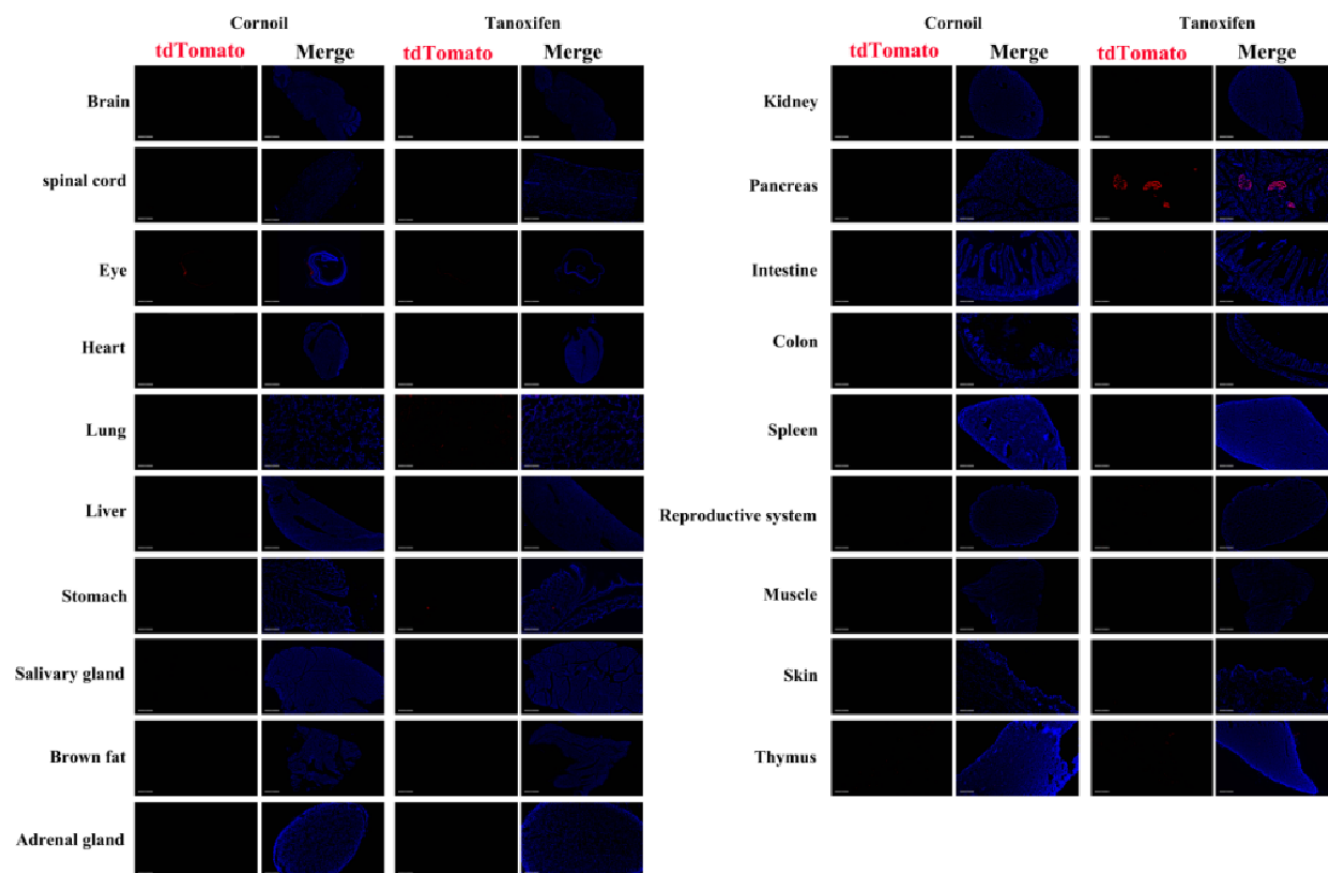 Cornoil Tanoxifen Cornoil Tanoxifen
tdTomato Merge tdTomato Merge tdTomato Merge tdTomato Merge
Brain Kidney
spinal cord Pancreas
Eye Intestine
Heart Colon
Lung Spleen
Liver Reproductive system
Stomach Muscle
Salivary gland Skin
Brown fat Thymus
Adrenal gland